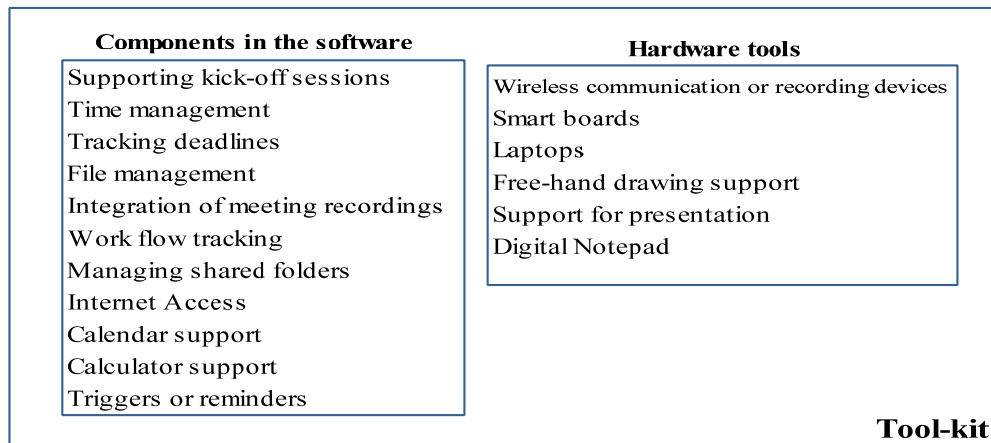 Components in the software
Supporting kick-off sessions
Time management
Tracking deadlines
File management
Integration of meeting recordings
Work flow tracking
Managing shared folders
Internet Access
Calendar support
Calculator support
Triggers or reminders
Hardware tools
Wireless communication or recording devices
Smart boards
Laptops
Free-hand drawing support
Support for presentation
Digital Notepad
Tool-kit